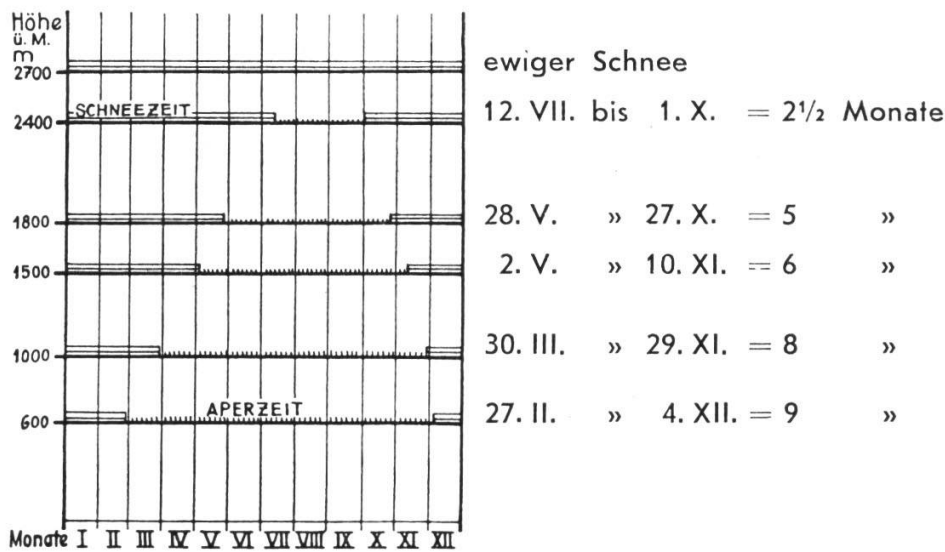 Höhe
ü. M.
m
2700 ewiger Schnee
SCHNEEZEIT
2400 12. VII. bis 1. X. = 2½ Monate
1800 28. V. » 27. X. = 5 »
1500 2. V. » 10. XI. = 6 »
1000 30. III. » 29. XI. = 8 »
APERZEIT
600 27. II. » 4. XII. = 9 »
Monate I II III IV V VI VII VIII IX X XI XII